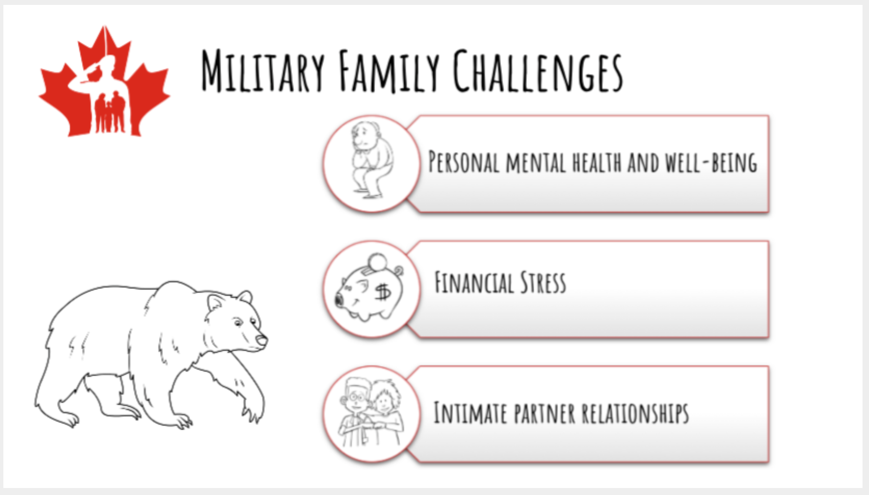 Military Family Challenges
Personal mental health and well-being
$
Financial Stress
Intimate partner relationships